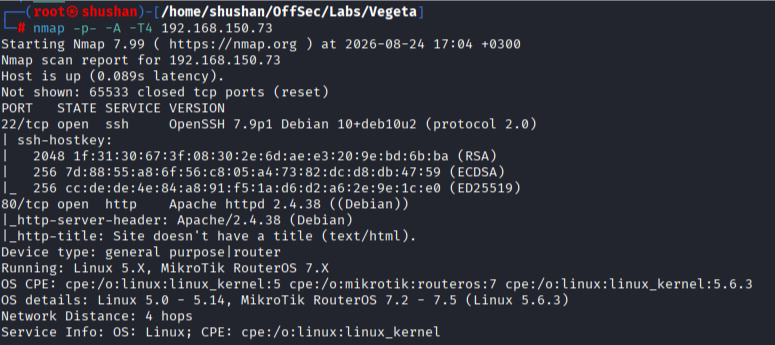 (root㉿shushan)-[/home/shushan/OffSec/Labs/Vegeta]
# nmap -p- -A -T4 192.168.150.73
Starting Nmap 7.99 ( https://nmap.org ) at 2026-08-24 17:04 +0300
Nmap scan report for 192.168.150.73
Host is up (0.089s latency).
Not shown: 65533 closed tcp ports (reset)
PORT   STATE SERVICE VERSION
22/tcp open  ssh     OpenSSH 7.9p1 Debian 10+deb10u2 (protocol 2.0)
| ssh-hostkey:
|   2048 1f:31:30:67:3f:08:30:2e:6d:ae:e3:20:9e:bd:6b:ba (RSA)
|   256 7d:88:55:a8:6f:56:c8:05:a4:73:82:dc:d8:db:47:59 (ECDSA)
|_  256 cc:de:de:4e:84:a8:91:f5:1a:d6:d2:a6:2e:9e:1c:e0 (ED25519)
80/tcp open  http    Apache httpd 2.4.38 ((Debian))
|_http-server-header: Apache/2.4.38 (Debian)
|_http-title: Site doesn't have a title (text/html).
Device type: general purpose|router
Running: Linux 5.X, MikroTik RouterOS 7.X
OS CPE: cpe:/o:linux:linux_kernel:5 cpe:/o:mikrotik:routeros:7 cpe:/o:linux:linux_kernel:5.6.3
OS details: Linux 5.0 - 5.14, MikroTik RouterOS 7.2 - 7.5 (Linux 5.6.3)
Network Distance: 4 hops
Service Info: OS: Linux; CPE: cpe:/o:linux:linux_kernel